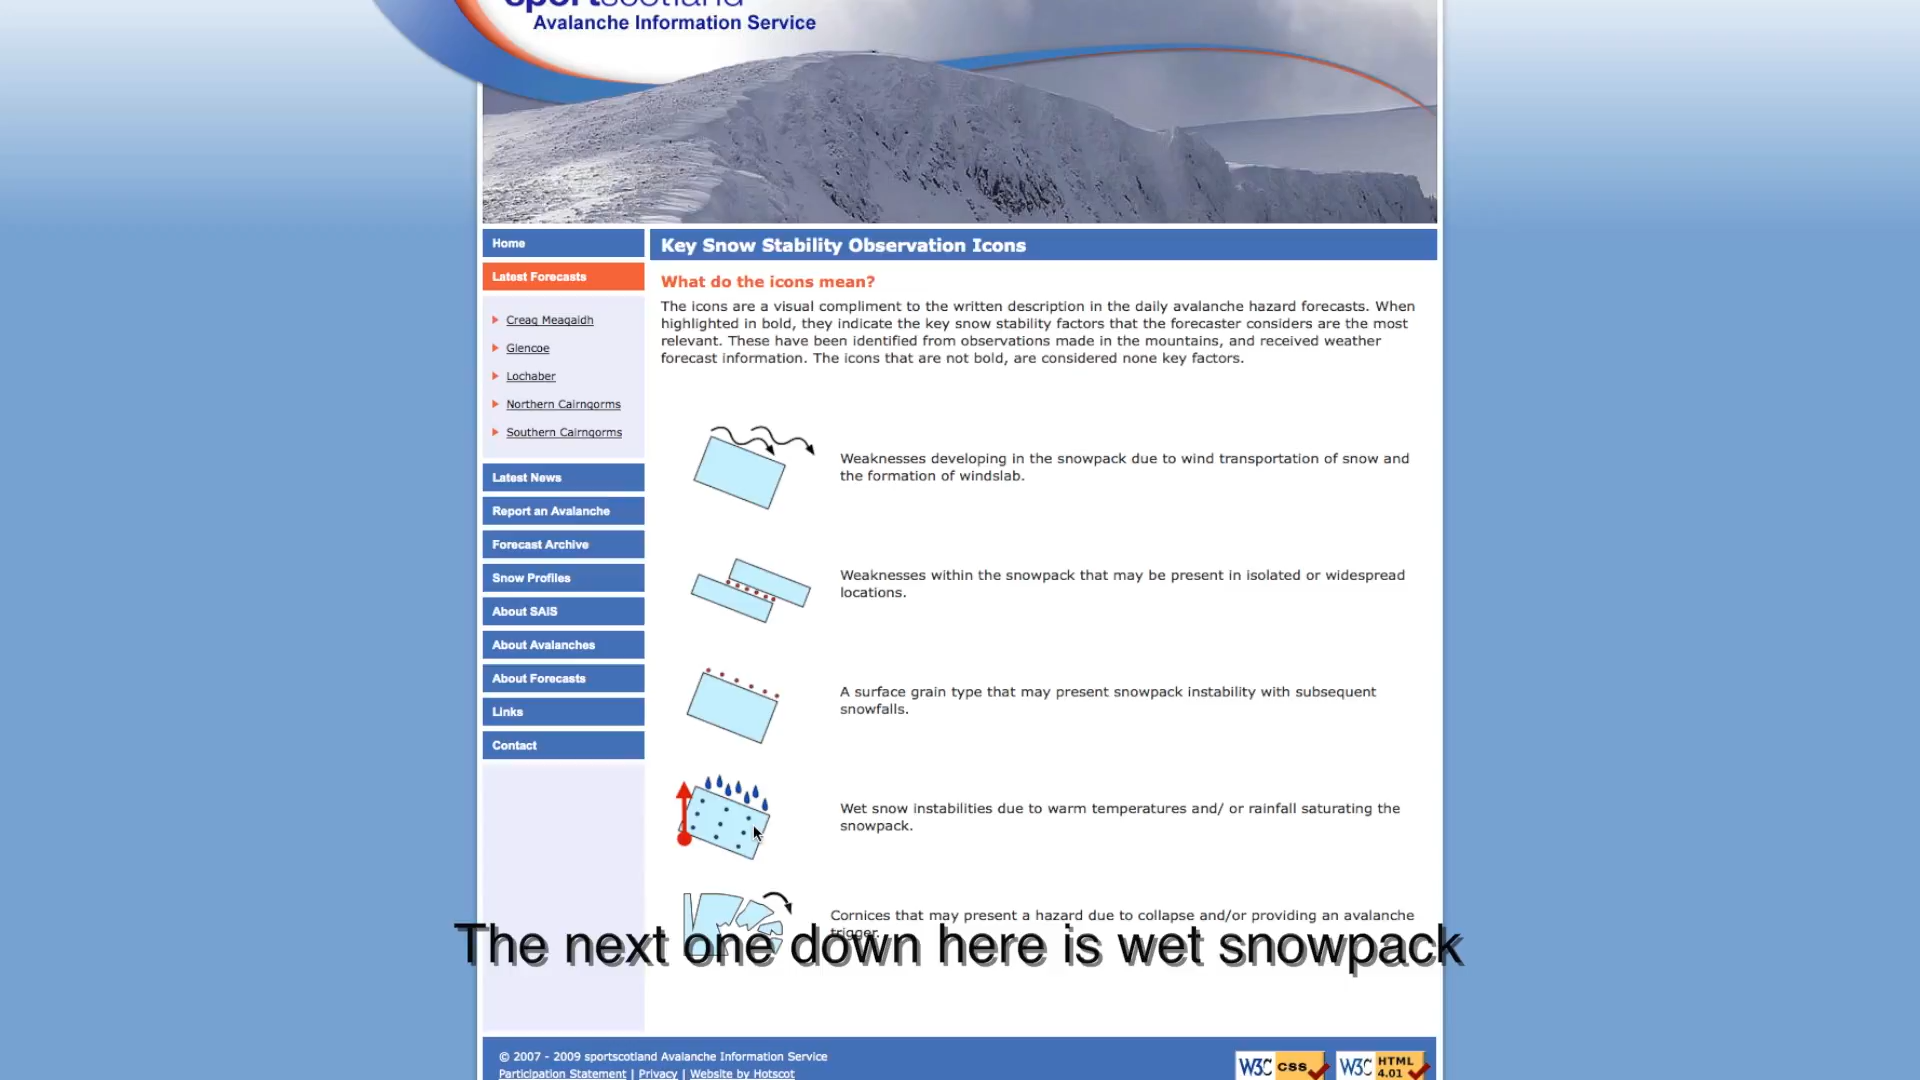 sportscotland
Avalanche Information Service
Home
Latest Forecasts
Creag Meagaidh
Glencoe
Lochaber
Northern Cairngorms
Southern Cairngorms
Latest News
Report an Avalanche
Forecast Archive
Snow Profiles
About SAIS
About Avalanches
About Forecasts
Links
Contact
Key Snow Stability Observation Icons
What do the icons mean?
The icons are a visual compliment to the written description in the daily avalanche hazard forecasts. When
highlighted in bold, they indicate the key snow stability factors that the forecaster considers are the most
relevant. These have been identified from observations made in the mountains, and received weather
forecast information. The icons that are not bold, are considered none key factors.
Weaknesses developing in the snowpack due to wind transportation of snow and
the formation of windslab.
Weaknesses within the snowpack that may be present in isolated or widespread
locations.
A surface grain type that may present snowpack instability with subsequent
snowfalls.
Wet snow instabilities due to warm temperatures and/ or rainfall saturating the
snowpack.
Cornices that may present a hazard due to collapse and/or providing an avalanche
trigger.
The next one down here is wet snowpack
© 2007 - 2009 sportscotland Avalanche Information Service
Participation Statement | Privacy | Website by Hotscot
W3C CSS
W3C HTML 4.01